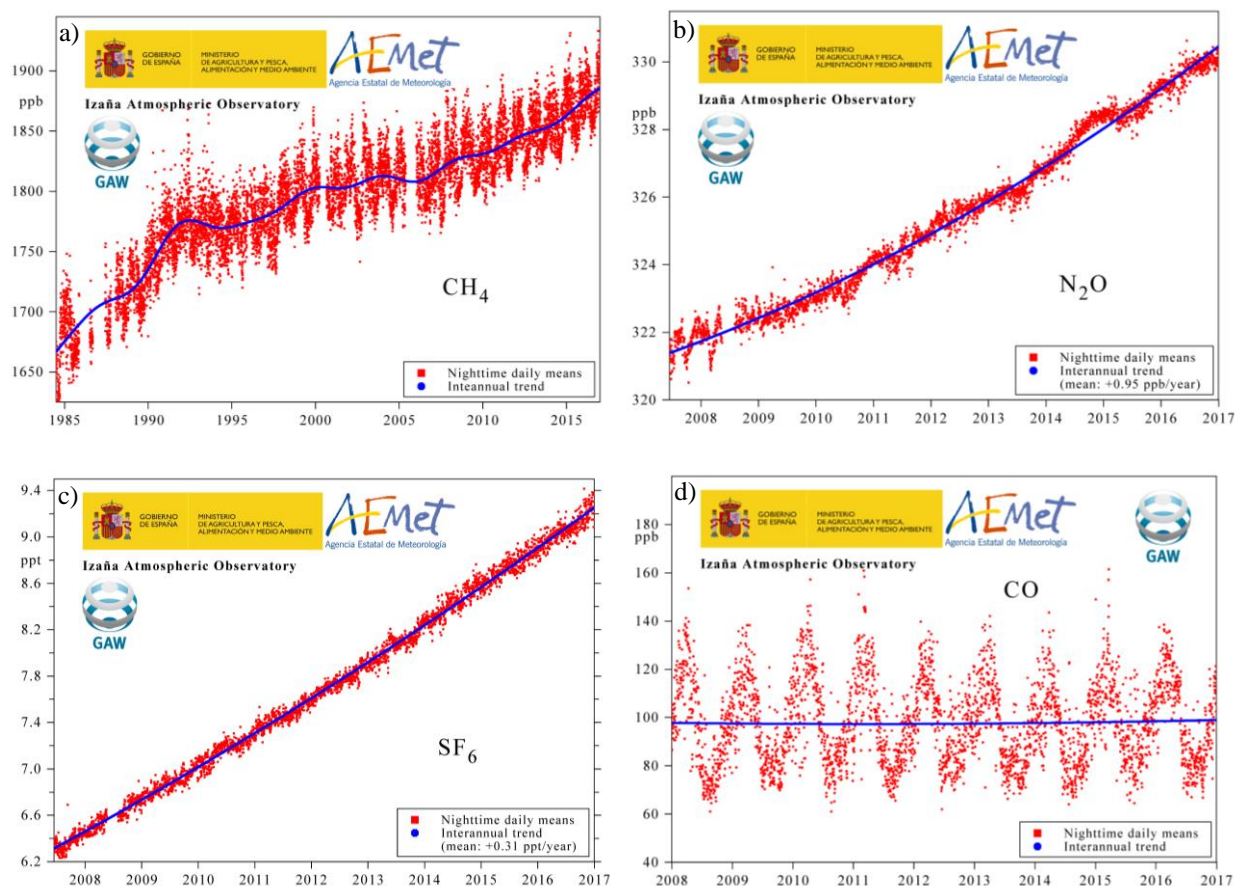 a)
GOBIERNO
DE ESPAÑA
MINISTERIO
DE AGRICULTURA Y PESCA,
ALIMENTACIÓN Y MEDIO AMBIENTE
AEMet
Agencia Estatal de Meteorología
Izaña Atmospheric Observatory
GAW
1900
ppb
1850
1800
1750
1700
1650
CH4
Nighttime daily means
Inteannual trend
1985 1990 1995 2000 2005 2010 2015
b)
GOBIERNO
DE ESPAÑA
MINISTERIO
DE AGRICULTURA Y PESCA,
ALIMENTACIÓN Y MEDIO AMBIENTE
AEMet
Agencia Estatal de Meteorología
Izaña Atmospheric Observatory
GAW
330
ppb
328
326
324
322
320
N2O
Nighttime daily means
Interannual trend
(mean: +0.95 ppb/year)
2008 2009 2010 2011 2012 2013 2014 2015 2016 2017
c)
GOBIERNO
DE ESPAÑA
MINISTERIO
DE AGRICULTURA Y PESCA,
ALIMENTACIÓN Y MEDIO AMBIENTE
AEMet
Agencia Estatal de Meteorología
Izaña Atmospheric Observatory
GAW
9.4
9.2
ppt
8.6
8.2
7.8
7.4
7.0
6.6
6.2
SF6
Nighttime daily means
Interannual trend
(mean: +0.31 ppt/year)
2008 2009 2010 2011 2012 2013 2014 2015 2016 2017
d)
GOBIERNO
DE ESPAÑA
MINISTERIO
DE AGRICULTURA Y PESCA,
ALIMENTACIÓN Y MEDIO AMBIENTE
AEMet
Agencia Estatal de Meteorología
GAW
Izaña Atmospheric Observatory
180
ppb
160
140
120
100
80
60
40
CO
Nighttime daily means
Interannual trend
2008 2009 2010 2011 2012 2013 2014 2015 2016 2017